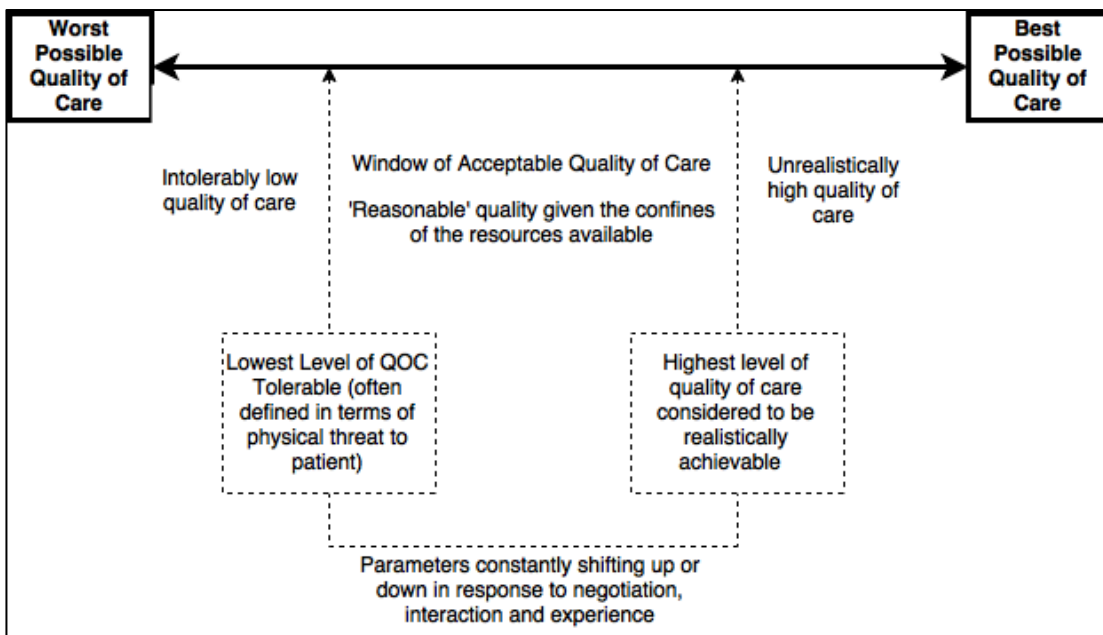 Worst
Possible
Quality of
Care
Best
Possible
Quality of
Care
Intolerably low
quality of care
Window of Acceptable Quality of Care
'Reasonable' quality given the confines
of the resources available
Unrealistically
high quality of
care
Lowest Level of QOC
Tolerable (often
defined in terms of
physical threat to
patient)
Highest level of
quality of care
considered to be
realistically
achievable
Parameters constantly shifting up or
down in response to negotiation,
interaction and experience